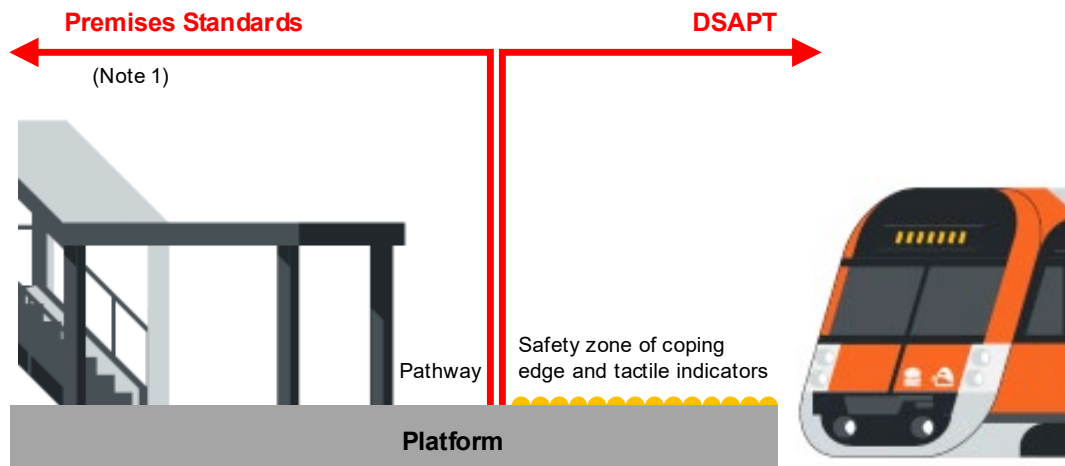 Premises Standards
DSAPT
(Note 1)
Safety zone of coping
edge and tactile indicators
Pathway
Platform